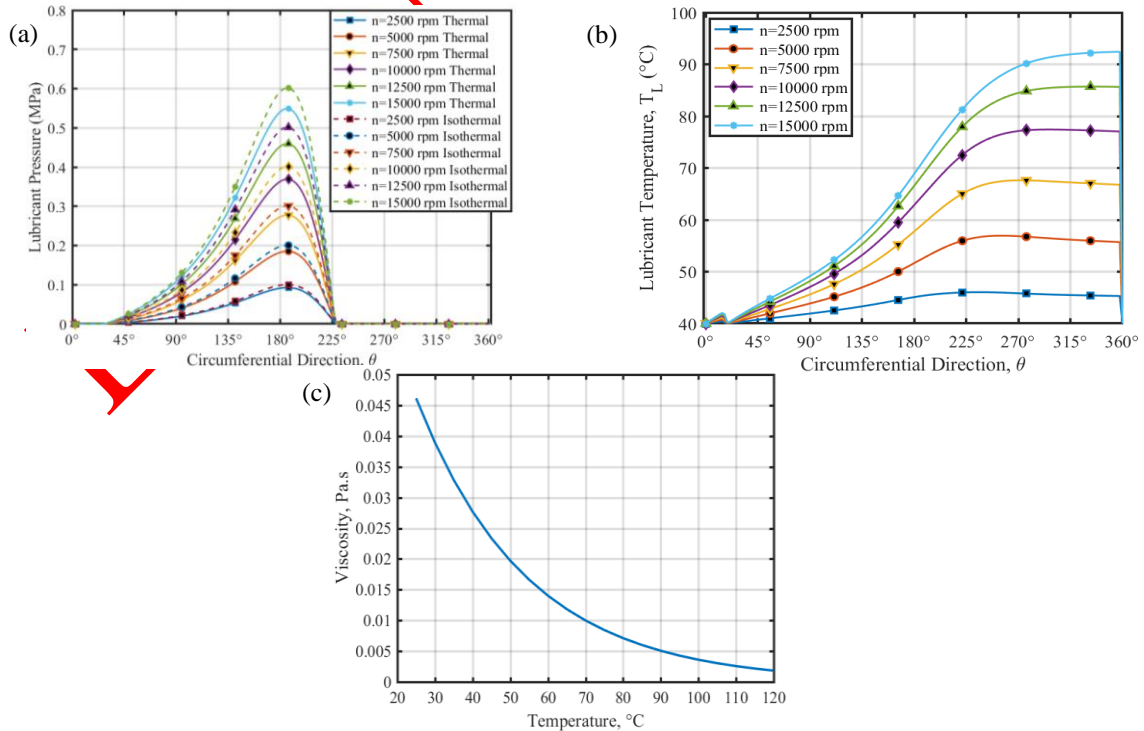 (a)
Lubricant Pressure (MPa)
0.8
0.7
0.6
0.5
0.4
0.3
0.2
0.1
0
0° 45° 90° 135° 180° 225° 270° 315° 360°
Circumferential Direction, θ
n=2500 rpm Thermal
n=5000 rpm Thermal
n=7500 rpm Thermal
n=10000 rpm Thermal
n=12500 rpm Thermal
n=15000 rpm Thermal
n=2500 rpm Isothermal
n=5000 rpm Isothermal
n=7500 rpm Isothermal
n=10000 rpm Isothermal
n=12500 rpm Isothermal
n=15000 rpm Isothermal
(b)
Lubricant Temperature, T_L (°C)
100
90
80
70
60
50
40
0° 45° 90° 135° 180° 225° 270° 315° 360°
Circumferential Direction, θ
n=2500 rpm
n=5000 rpm
n=7500 rpm
n=10000 rpm
n=12500 rpm
n=15000 rpm
(c)
Viscosity, Pa.s
0.05
0.045
0.04
0.035
0.03
0.025
0.02
0.015
0.01
0.005
0
20 30 40 50 60 70 80 90 100 110 120
Temperature, °C